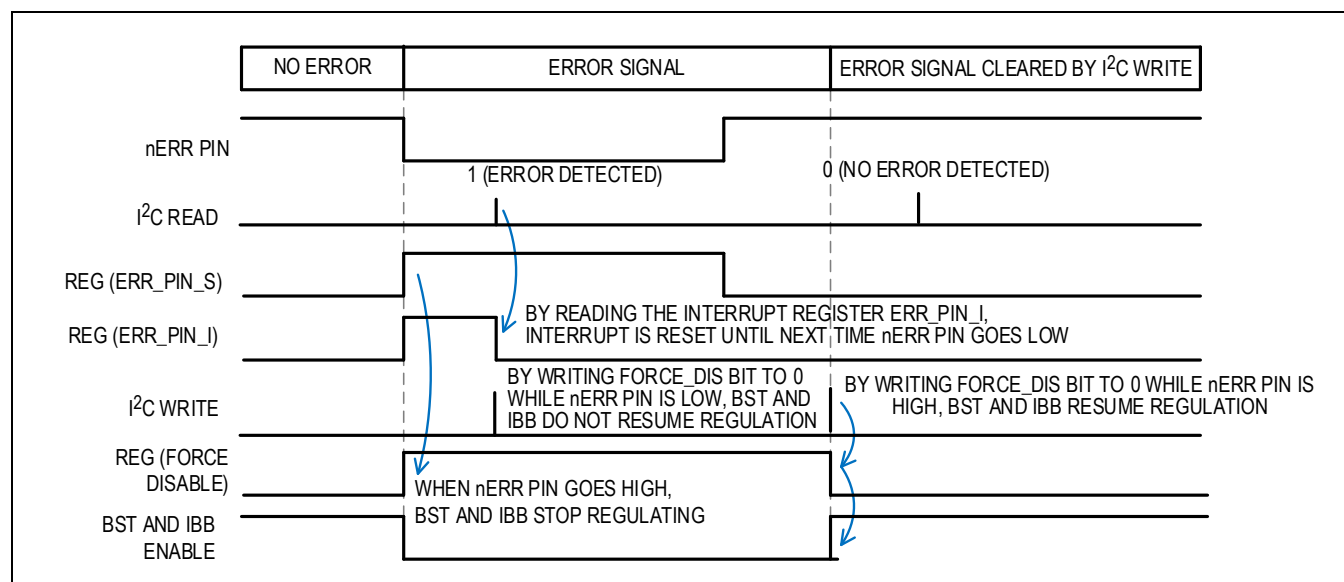 NO ERROR
ERROR SIGNAL
ERROR SIGNAL CLEARED BY I²C WRITE
nERR PIN
1 (ERROR DETECTED)
0 (NO ERROR DETECTED)
I²C READ
REG (ERR_PIN_S)
REG (ERR_PIN_I)
BY READING THE INTERRUPT REGISTER ERR_PIN_I,
INTERRUPT IS RESET UNTIL NEXT TIME nERR PIN GOES LOW
I²C WRITE
BY WRITING FORCE_DIS BIT TO 0
WHILE nERR PIN IS LOW, BST AND
IBB DO NOT RESUME REGULATION
BY WRITING FORCE_DIS BIT TO 0 WHILE nERR PIN IS
HIGH, BST AND IBB RESUME REGULATION
REG (FORCE
DISABLE)
WHEN nERR PIN GOES HIGH,
BST AND IBB STOP REGULATING
BST AND IBB
ENABLE